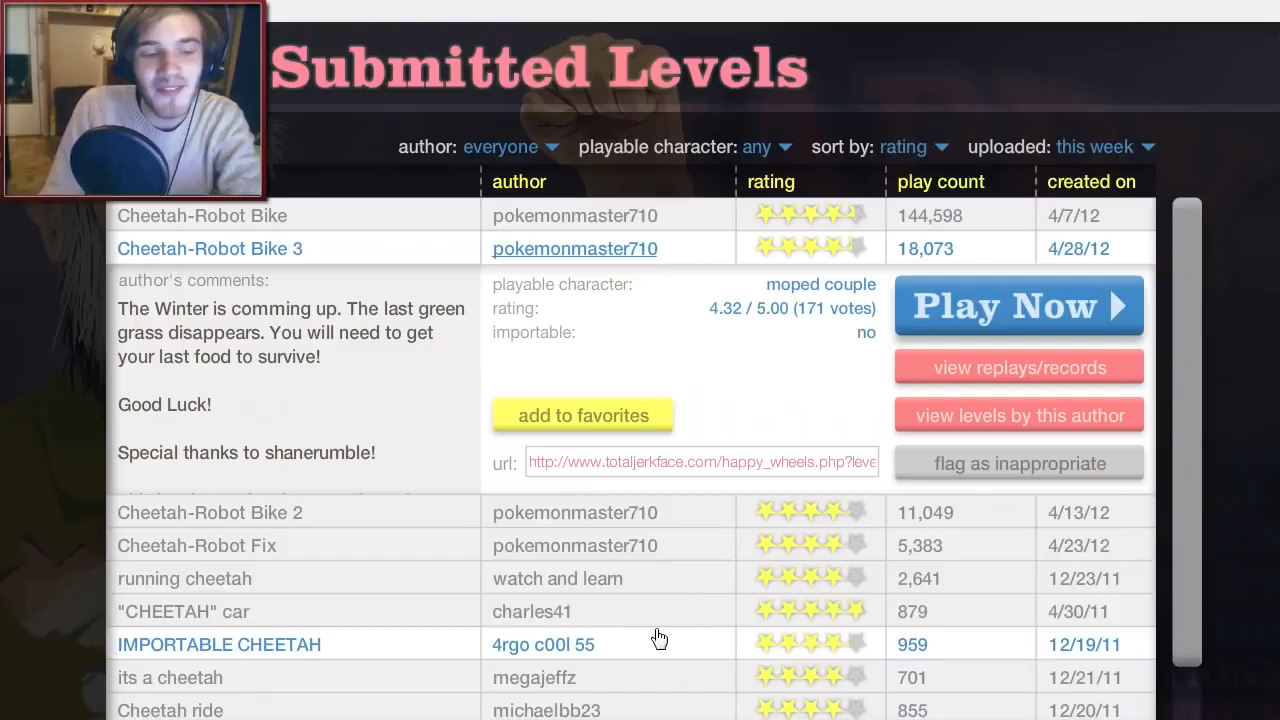 Submitted Levels
author: everyone playable character: any sort by: rating uploaded: this week
author rating play count created on
Cheetah-Robot Bike pokemonmaster710 144,598 4/7/12
Cheetah-Robot Bike 3 pokemonmaster710 18,073 4/28/12
author's comments:
The Winter is comming up. The last green
grass disappears. You will need to get
your last food to survive!
Good Luck!
Special thanks to shanerumble!
playable character: moped couple
rating: 4.32 / 5.00 (171 votes)
importable: no
add to favorites
url: http://www.totaljerkface.com/happy_wheels.php?leve
Play Now
view replays/records
view levels by this author
flag as inappropriate
Cheetah-Robot Bike 2 pokemonmaster710 11,049 4/13/12
Cheetah-Robot Fix pokemonmaster710 5,383 4/23/12
running cheetah watch and learn 2,641 12/23/11
"CHEETAH" car charles41 879 4/30/11
IMPORTABLE CHEETAH 4rgo c00l 55 959 12/19/11
its a cheetah megajeffz 701 12/21/11
Cheetah ride michaelbb23 855 12/20/11